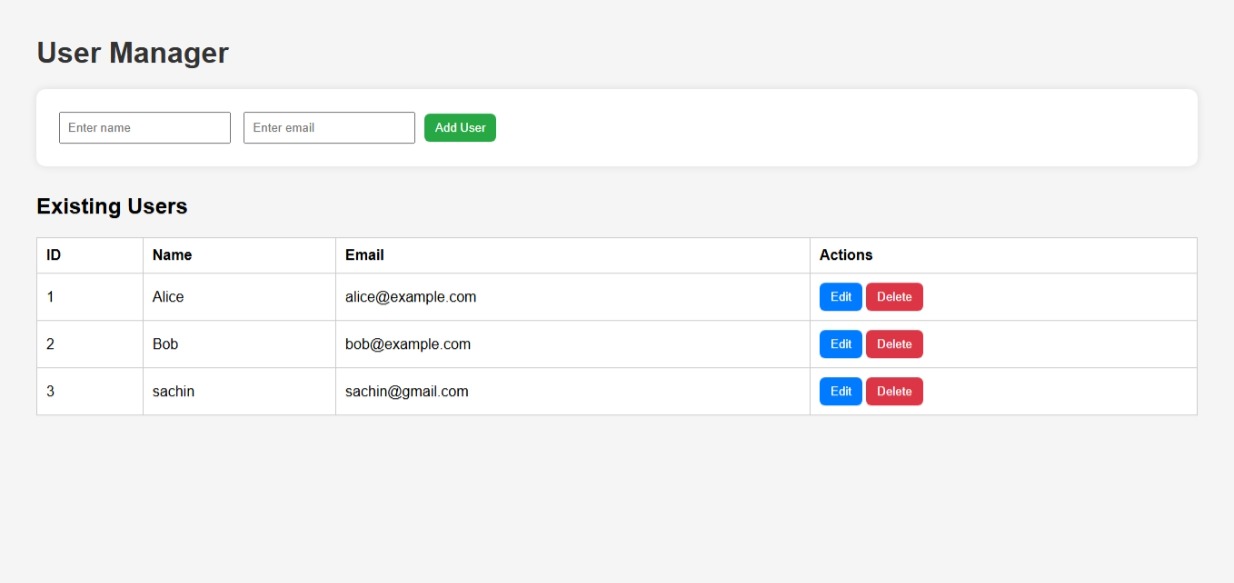 User Manager
Enter name Enter email Add User
Existing Users
ID Name Email Actions
1 Alice alice@example.com Edit Delete
2 Bob bob@example.com Edit Delete
3 sachin sachin@gmail.com Edit Delete